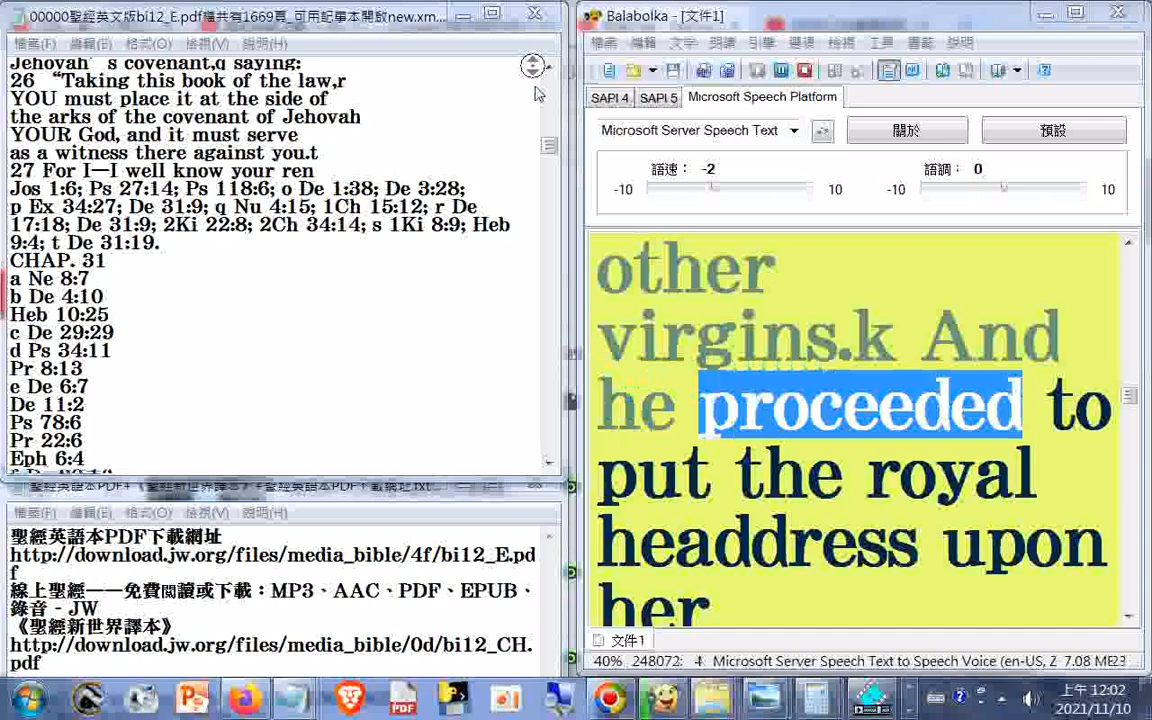 00000聖經英文版bi12_E.pdf檔共有1669頁_可用記事本開啟new.xm...
檔案(F) 編輯(E) 格式(O) 檢視(V) 說明(H)
Jehovah's covenant,q saying:
26 “Taking this book of the law,r
YOU must place it at the side of
the arks of the covenant of Jehovah
YOUR God, and it must serve
as a witness there against you.t
27 For I—I well know your ren
Jos 1:6; Ps 27:14; Ps 118:6; o De 1:38; De 3:28;
p Ex 34:27; De 31:9; q Nu 4:15; 1Ch 15:12; r De
17:18; De 31:9; 2Ki 22:8; 2Ch 34:14; s 1Ki 8:9; Heb
9:4; t De 31:19.
CHAP. 31
a Ne 8:7
b De 4:10
Heb 10:25
c De 29:29
d Ps 34:11
Pr 8:13
e De 6:7
De 11:2
Ps 78:6
Pr 22:6
Eph 6:4
檔案(F) 編輯(E) 格式(O) 檢視(V) 說明(H)
聖經英語本PDF下載網址
http://download.jw.org/files/media_bible/4f/bi12_E.pd
f
線上聖經——免費閱讀或下載：MP3、AAC、PDF、EPUB、
錄音 - JW
《聖經新世界譯本》
http://download.jw.org/files/media_bible/0d/bi12_CH.
pdf
Balabolka - [文件1]
檔案 編輯 文字 朗讀 引擎 選項 檢視 工具 書籤 說明
SAPI 4 SAPI 5 Microsoft Speech Platform
Microsoft Server Speech Text 關於 預設
語速： -2 語調： 0
-10 10 -10 10
other
virgins.k And
he proceeded to
put the royal
headdress upon
her
文件1
40% 248072: 4 Microsoft Server Speech Text to Speech Voice (en-US, Z 7.08 ME23
上午 12:02
2021/11/10